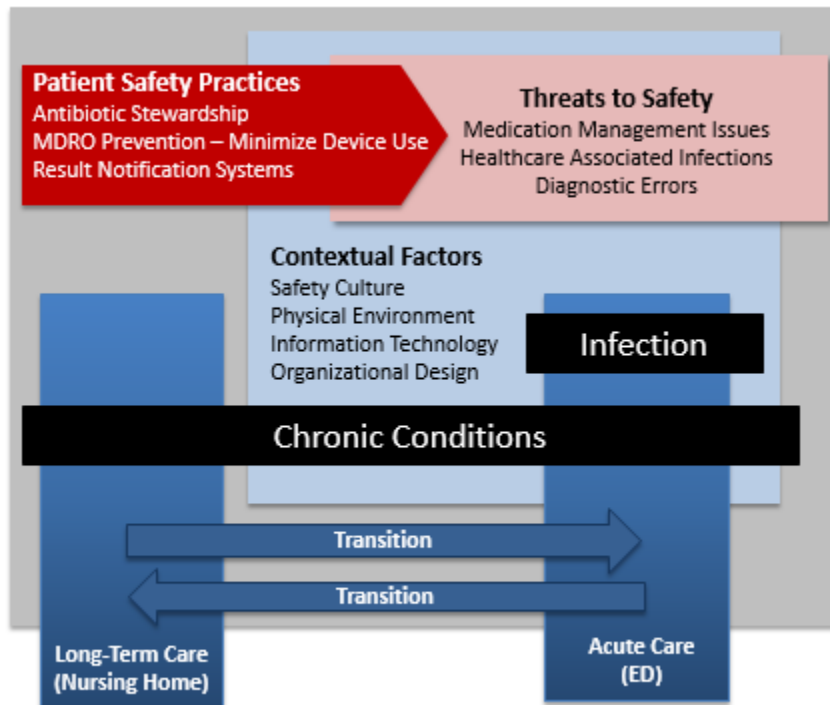 Patient Safety Practices
Antibiotic Stewardship
MDRO Prevention – Minimize Device Use
Result Notification Systems
Threats to Safety
Medication Management Issues
Healthcare Associated Infections
Diagnostic Errors
Contextual Factors
Safety Culture
Physical Environment
Information Technology
Organizational Design
Infection
Chronic Conditions
Transition
Transition
Long-Term Care
(Nursing Home)
Acute Care
(ED)